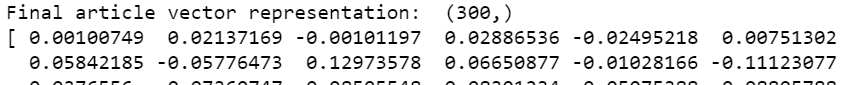 Final article vector representation:  (300,)
[ 0.00100749  0.02137169 -0.00101197  0.02886536 -0.02495218  0.00751302
  0.05842185 -0.05776473  0.12973578  0.06650877 -0.01028166 -0.11123077